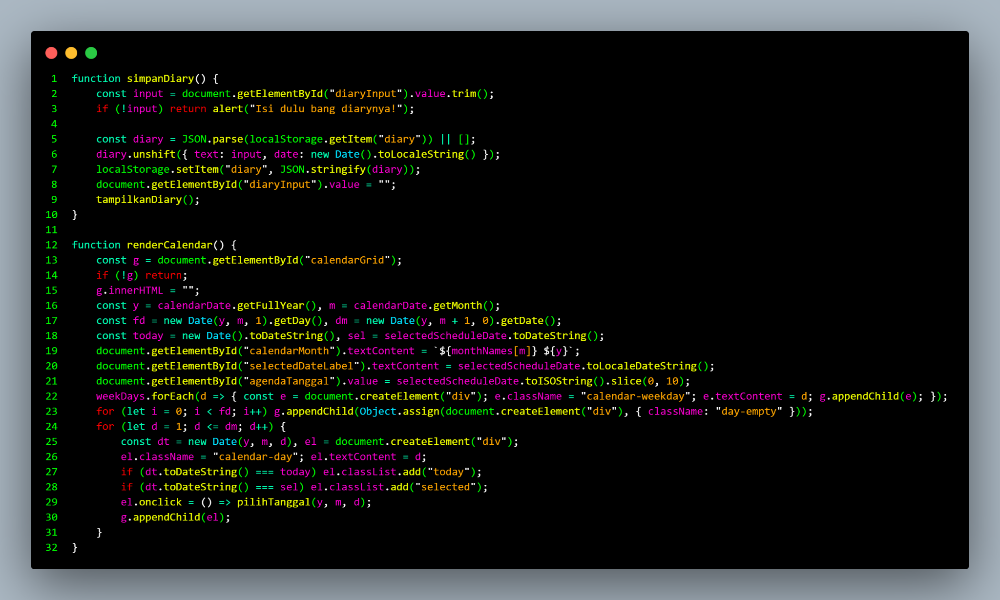 1 function simpanDiary() {
2     const input = document.getElementById("diaryInput").value.trim();
3     if (!input) return alert("Isi dulu bang diarynya!");
4
5     const diary = JSON.parse(localStorage.getItem("diary")) || [];
6     diary.unshift({ text: input, date: new Date().toLocaleString() });
7     localStorage.setItem("diary", JSON.stringify(diary));
8     document.getElementById("diaryInput").value = "";
9     tampilkanDiary();
10 }
11
12 function renderCalendar() {
13     const g = document.getElementById("calendarGrid");
14     if (!g) return;
15     g.innerHTML = "";
16     const y = calendarDate.getFullYear(), m = calendarDate.getMonth();
17     const fd = new Date(y, m, 1).getDay(), dm = new Date(y, m + 1, 0).getDate();
18     const today = new Date().toDateString(), sel = selectedScheduleDate.toDateString();
19     document.getElementById("calendarMonth").textContent = `${monthNames[m]} ${y}`;
20     document.getElementById("selectedDateLabel").textContent = selectedScheduleDate.toLocaleDateString();
21     document.getElementById("agendaTanggal").value = selectedScheduleDate.toISOString().slice(0, 10);
22     weekDays.forEach(d => { const e = document.createElement("div"); e.className = "calendar-weekday"; e.textContent = d; g.appendChild(e); });
23     for (let i = 0; i < fd; i++) g.appendChild(Object.assign(document.createElement("div"), { className: "day-empty" }));
24     for (let d = 1; d <= dm; d++) {
25         const dt = new Date(y, m, d), el = document.createElement("div");
26         el.className = "calendar-day"; el.textContent = d;
27         if (dt.toDateString() === today) el.classList.add("today");
28         if (dt.toDateString() === sel) el.classList.add("selected");
29         el.onclick = () => pilihTanggal(y, m, d);
30         g.appendChild(el);
31     }
32 }